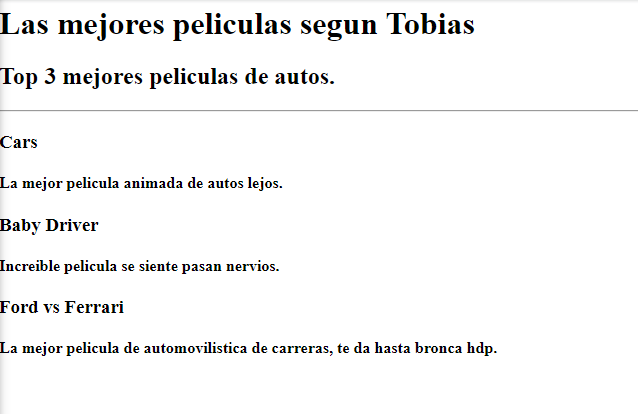 Las mejores peliculas segun Tobias
Top 3 mejores peliculas de autos.
Cars
La mejor pelicula animada de autos lejos.
Baby Driver
Increible pelicula se siente pasan nervios.
Ford vs Ferrari
La mejor pelicula de automovilistica de carreras, te da hasta bronca hdp.